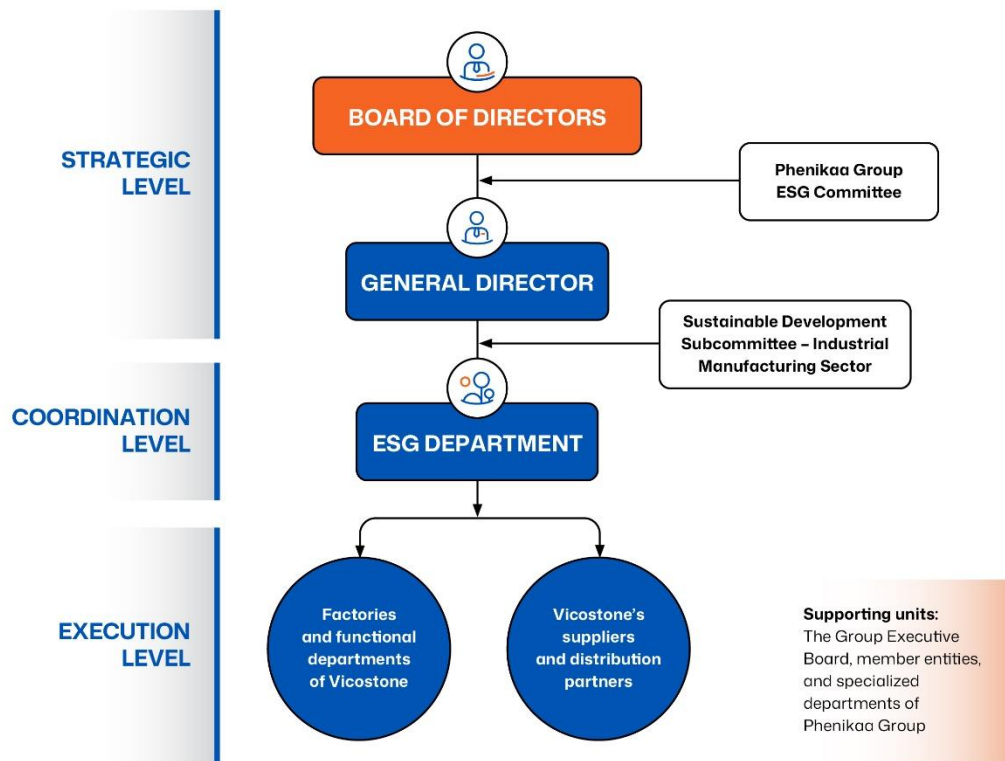 BOARD OF DIRECTORS
STRATEGIC
LEVEL
Phenikaa Group
ESG Committee
GENERAL DIRECTOR
Sustainable Development
Subcommittee – Industrial
Manufacturing Sector
COORDINATION
LEVEL
ESG DEPARTMENT
EXECUTION
LEVEL
Factories
and functional
departments
of Vicostone
Vicostone’s
suppliers
and distribution
partners
Supporting units:
The Group Executive
Board, member entities,
and specialized
departments of
Phenikaa Group